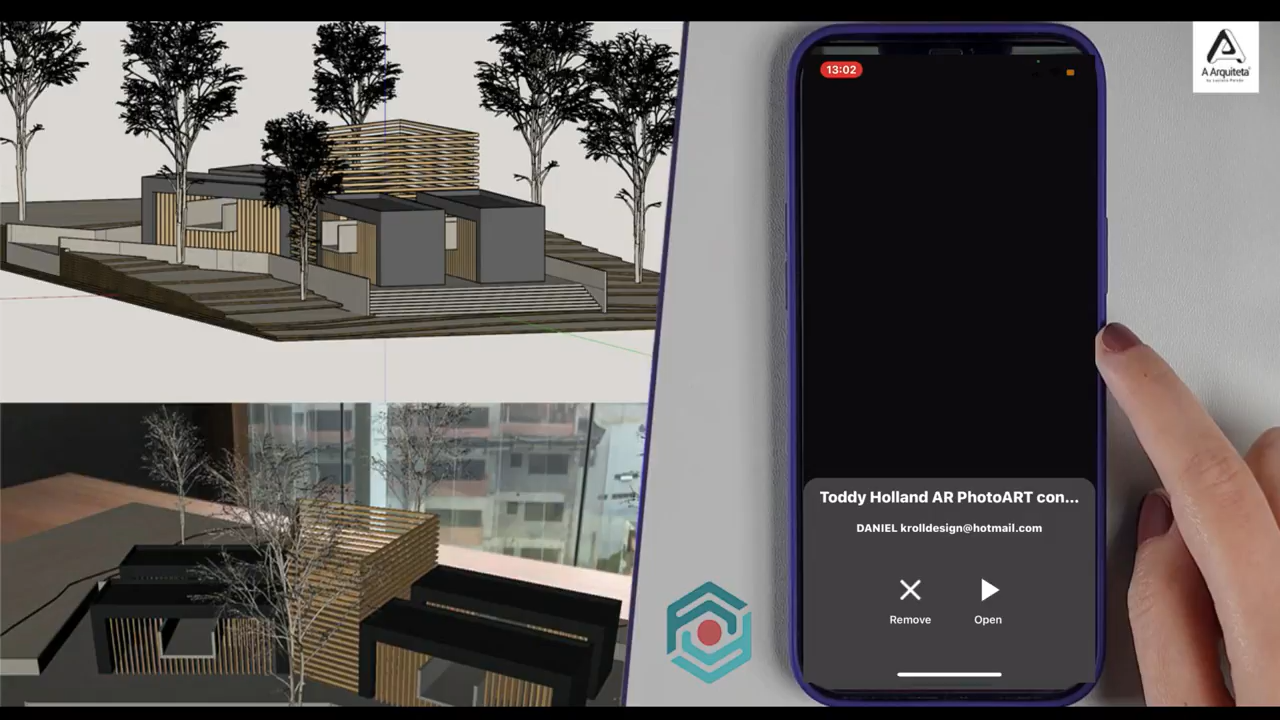 A Arquiteta
13:02
Toddy Holland AR PhotoART con...
DANIEL krolldesign@hotmail.com
Remove
Open